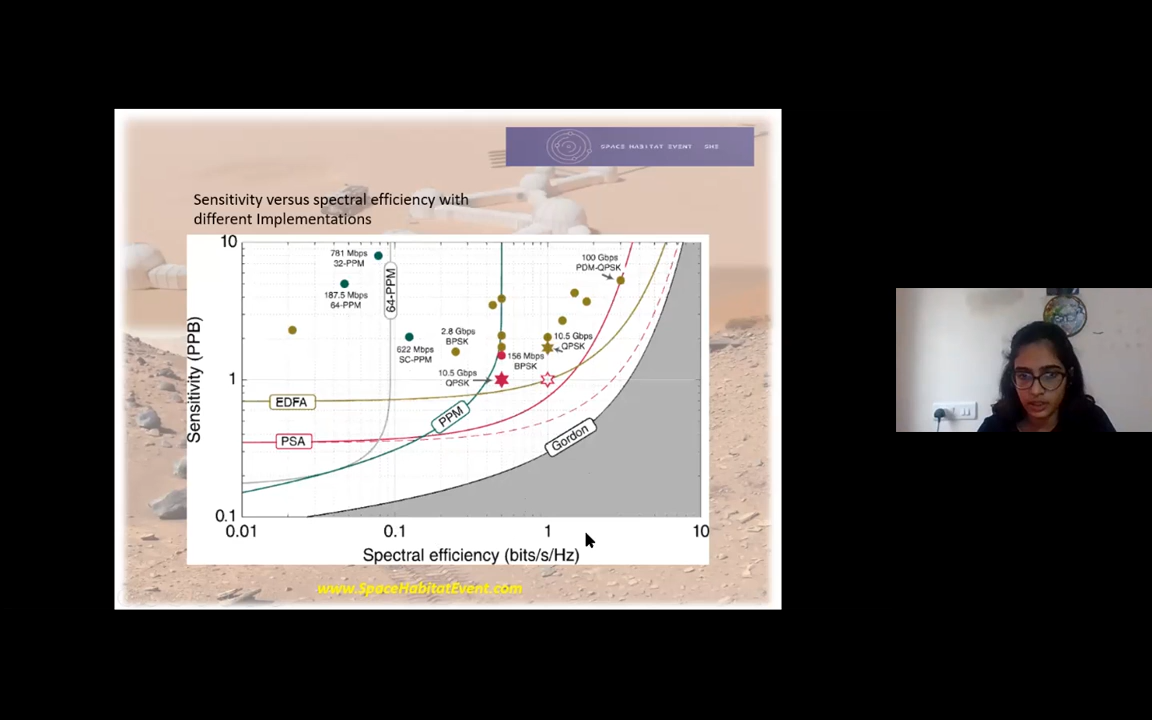 SPACE HABITAT EVENT SHE
Sensitivity versus spectral efficiency with
different Implementations
10
1
0.1
Sensitivity (PPB)
781 Mbps
32-PPM
187.5 Mbps
64-PPM
64-PPM
622 Mbps
SC-PPM
2.8 Gbps
BPSK
10.5 Gbps
QPSK
156 Mbps
BPSK
10.5 Gbps
QPSK
100 Gbps
PDM-QPSK
EDFA
PSA
PPM
Gordon
0.01
0.1
1
10
Spectral efficiency (bits/s/Hz)
www.SpaceHabitatEvent.com